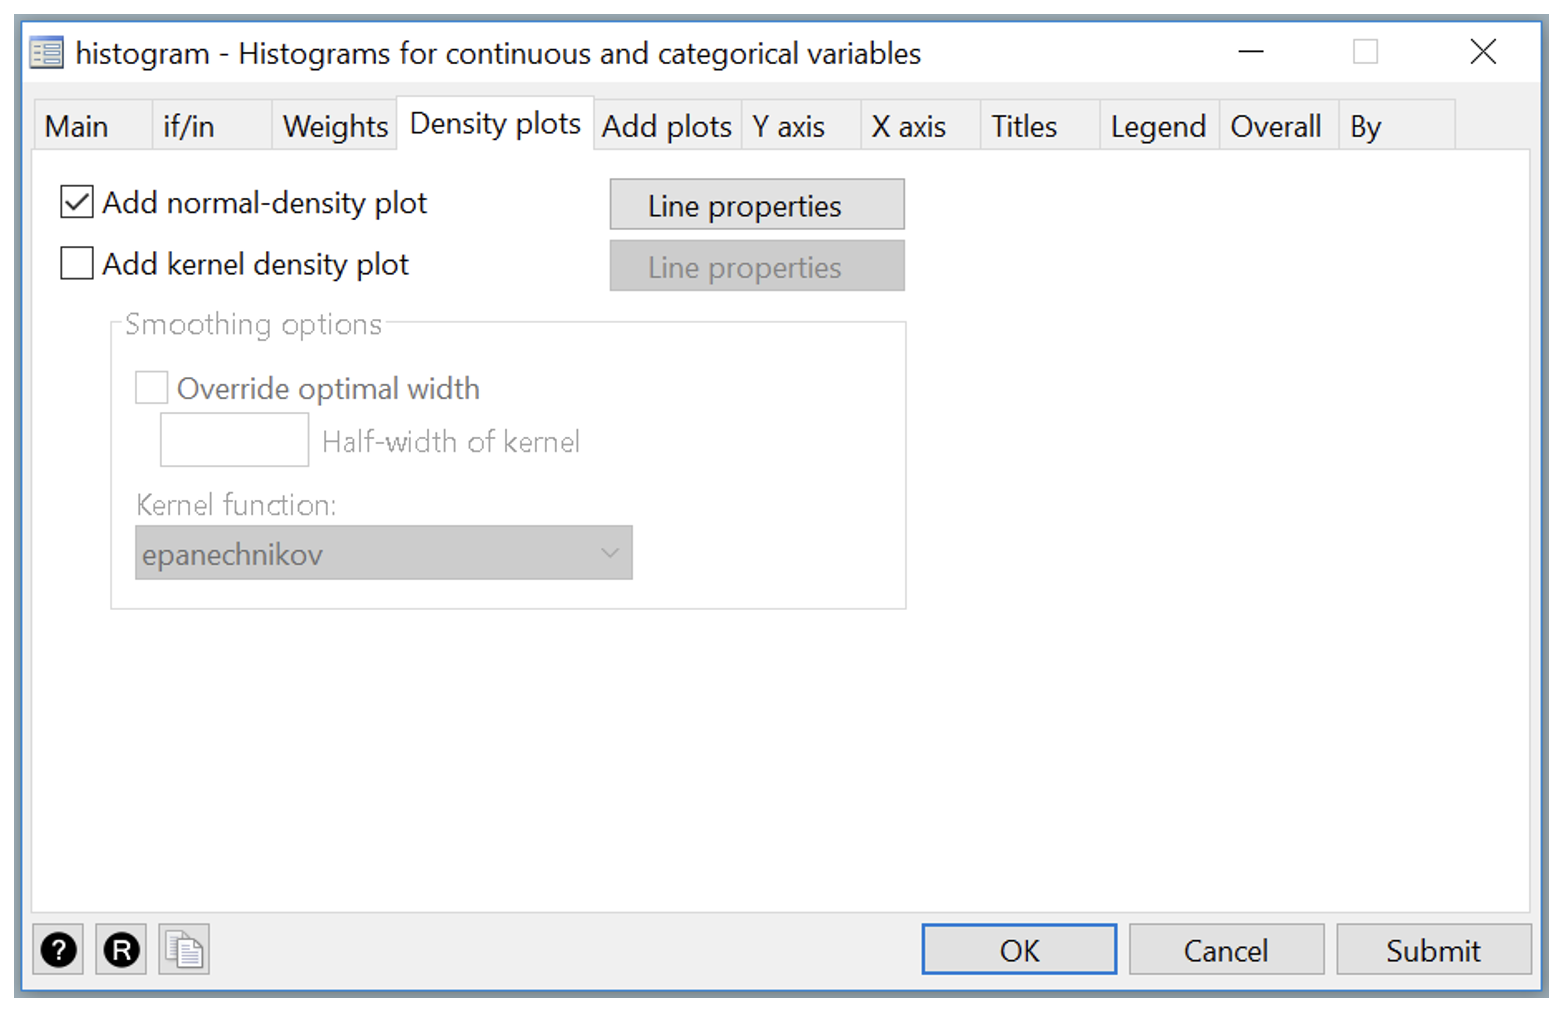 histogram - Histograms for continuous and categorical variables
Main if/in Weights Density plots Add plots Y axis X axis Titles Legend Overall By
Add normal-density plot Line properties
Add kernel density plot Line properties
Smoothing options
Override optimal width
Half-width of kernel
Kernel function:
epanechnikov
? R OK Cancel Submit